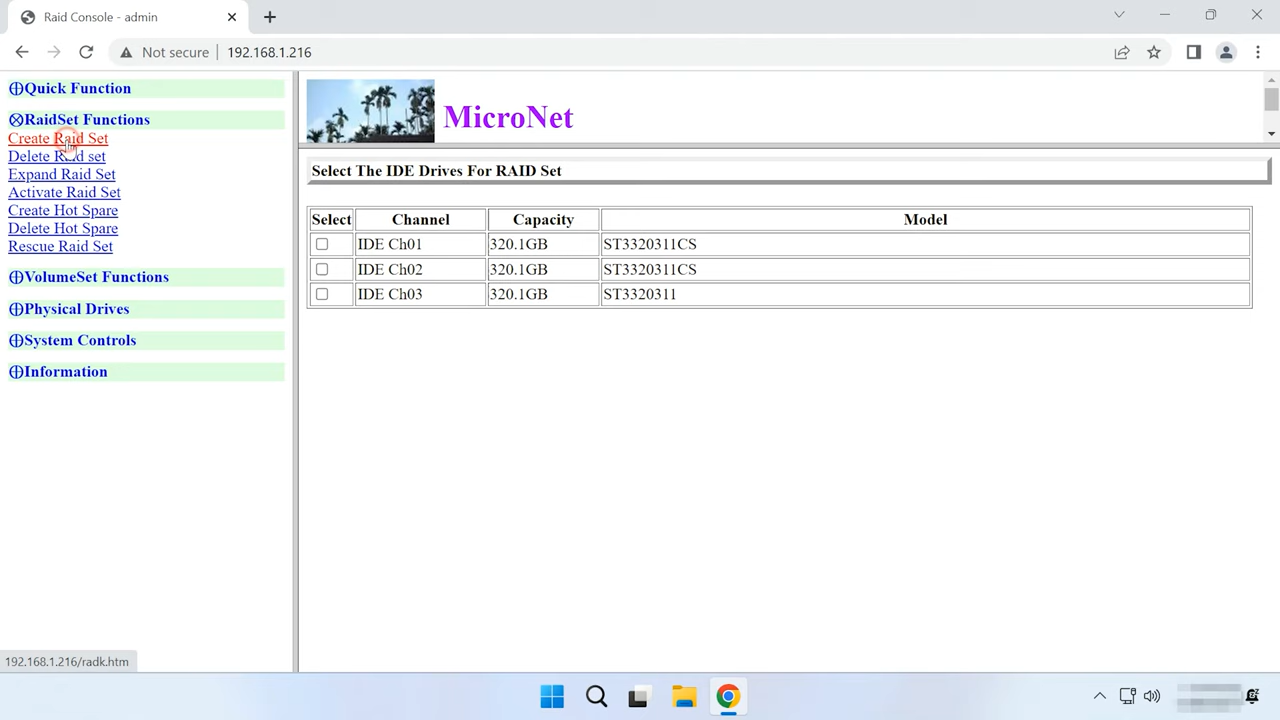 Raid Console - admin
Not secure 192.168.1.216
Quick Function
RaidSet Functions
Create Raid Set
Delete Raid set
Expand Raid Set
Activate Raid Set
Create Hot Spare
Delete Hot Spare
Rescue Raid Set
VolumeSet Functions
Physical Drives
System Controls
Information
192.168.1.216/radk.htm
MicroNet
Select The IDE Drives For RAID Set
Select Channel Capacity Model
IDE Ch01 320.1GB ST3320311CS
IDE Ch02 320.1GB ST3320311CS
IDE Ch03 320.1GB ST3320311